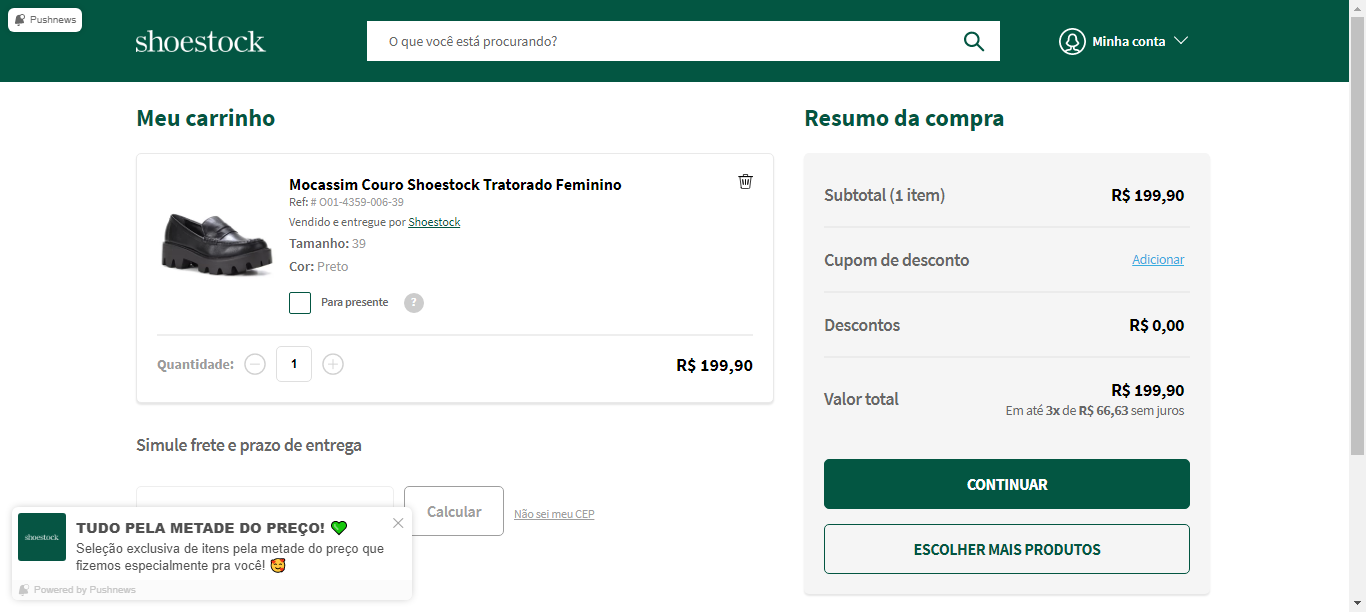 Pushnews
shoestock
O que você está procurando?
Minha conta
Meu carrinho
Mocassim Couro Shoestock Tratorado Feminino
Ref: # O01-4359-006-39
Vendido e entregue por Shoestock
Tamanho: 39
Cor: Preto
Para presente ?
Quantidade: 1
R$ 199,90
Simule frete e prazo de entrega
Calcular
Não sei meu CEP
Resumo da compra
Subtotal (1 item) R$ 199,90
Cupom de desconto Adicionar
Descontos R$ 0,00
Valor total R$ 199,90
Em até 3x de R$ 66,63 sem juros
CONTINUAR
ESCOLHER MAIS PRODUTOS
shoestock
TUDO PELA METADE DO PREÇO! 💚
Seleção exclusiva de itens pela metade do preço que
fizemos especialmente pra você! 🥰
Powered by Pushnews